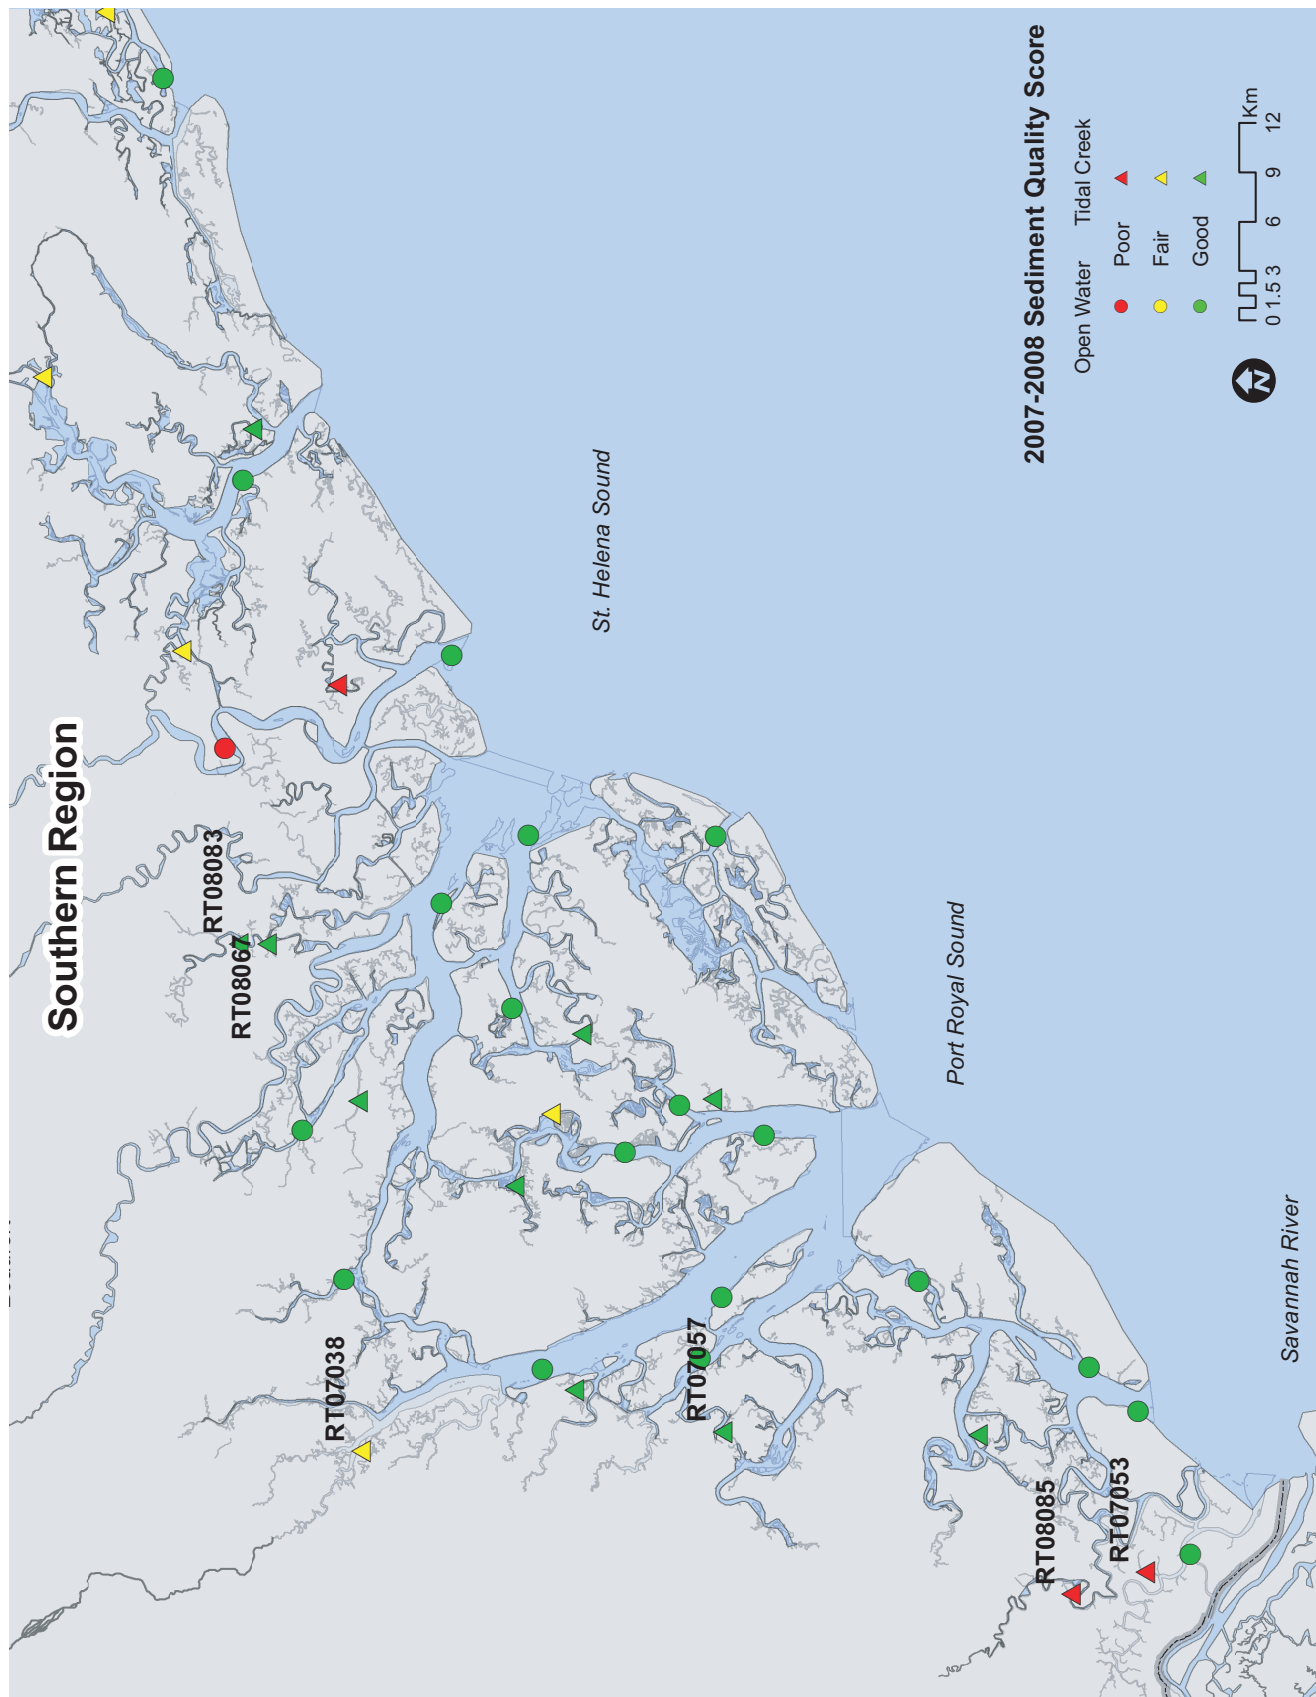 Southern Region
RT08083
RT08067
RT07038
RT07057
RT08085
RT07053
St. Helena Sound
Port Royal Sound
Savannah River
2007-2008 Sediment Quality Score
Open Water Tidal Creek
Poor
Fair
Good
N
Km
0 1.5 3 6 9 12